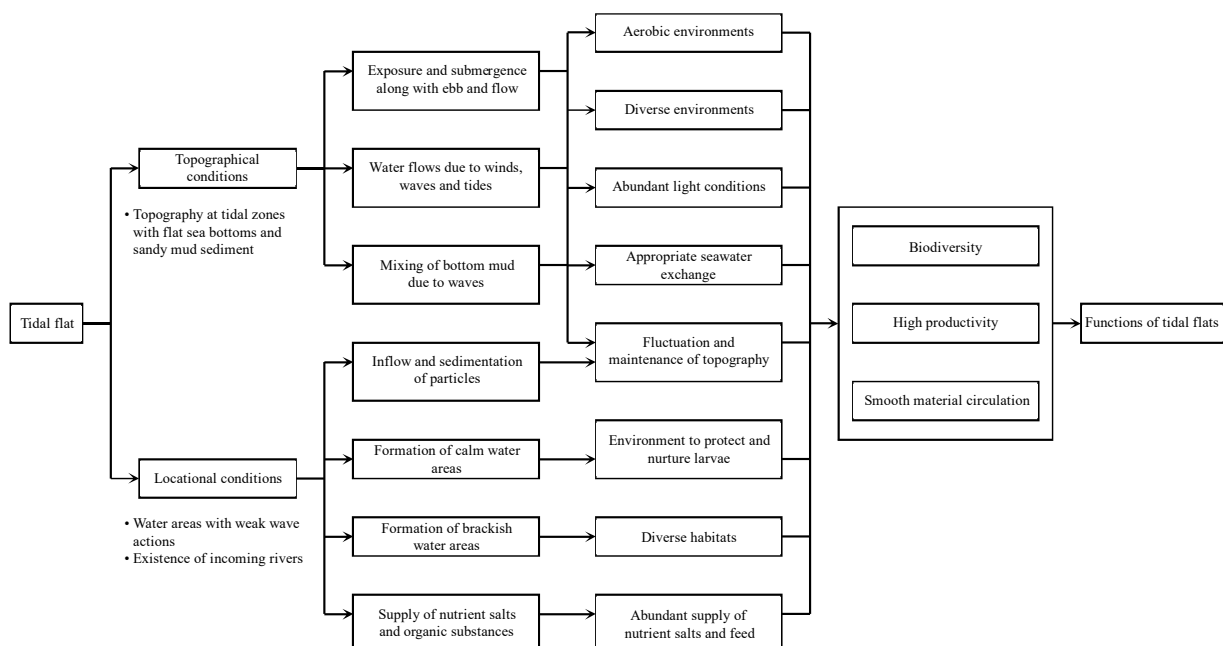 Tidal flat
Topographical
conditions
• Topography at tidal zones
with flat sea bottoms and
sandy mud sediment
Locational conditions
• Water areas with weak wave
actions
• Existence of incoming rivers
Exposure and submergence
along with ebb and flow
Water flows due to winds,
waves and tides
Mixing of bottom mud
due to waves
Inflow and sedimentation
of particles
Formation of calm water
areas
Formation of brackish
water areas
Supply of nutrient salts
and organic substances
Aerobic environments
Diverse environments
Abundant light conditions
Appropriate seawater
exchange
Fluctuation and
maintenance of topography
Environment to protect and
nurture larvae
Diverse habitats
Abundant supply of
nutrient salts and feed
Biodiversity
High productivity
Smooth material circulation
Functions of tidal flats